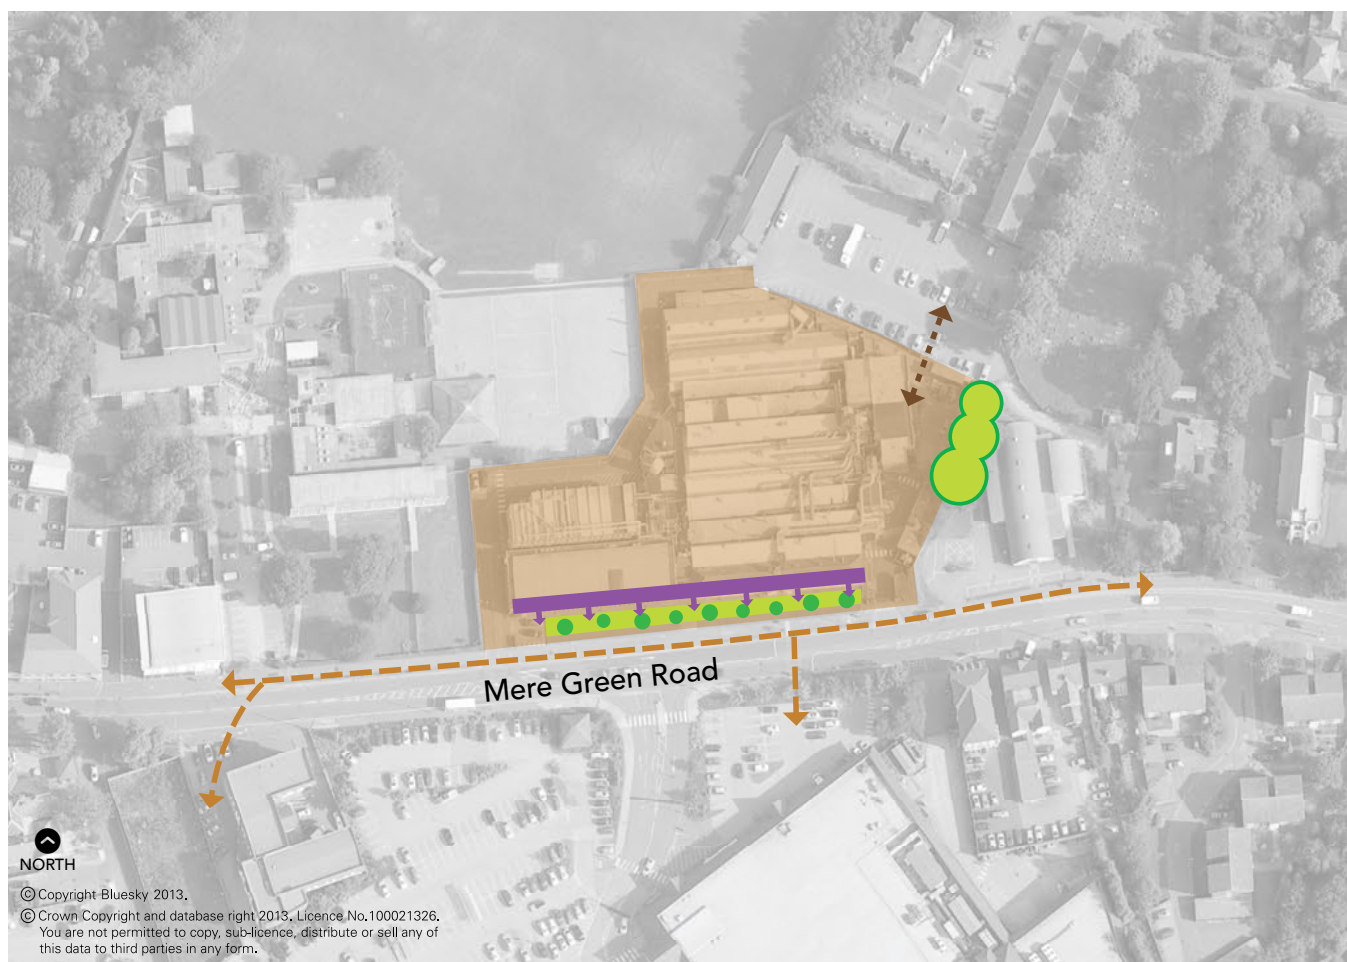 Mere Green Road
NORTH
© Copyright Bluesky 2013.
© Crown Copyright and database right 2013. Licence No.100021326.
You are not permitted to copy, sub-licence, distribute or sell any of
this data to third parties in any form.